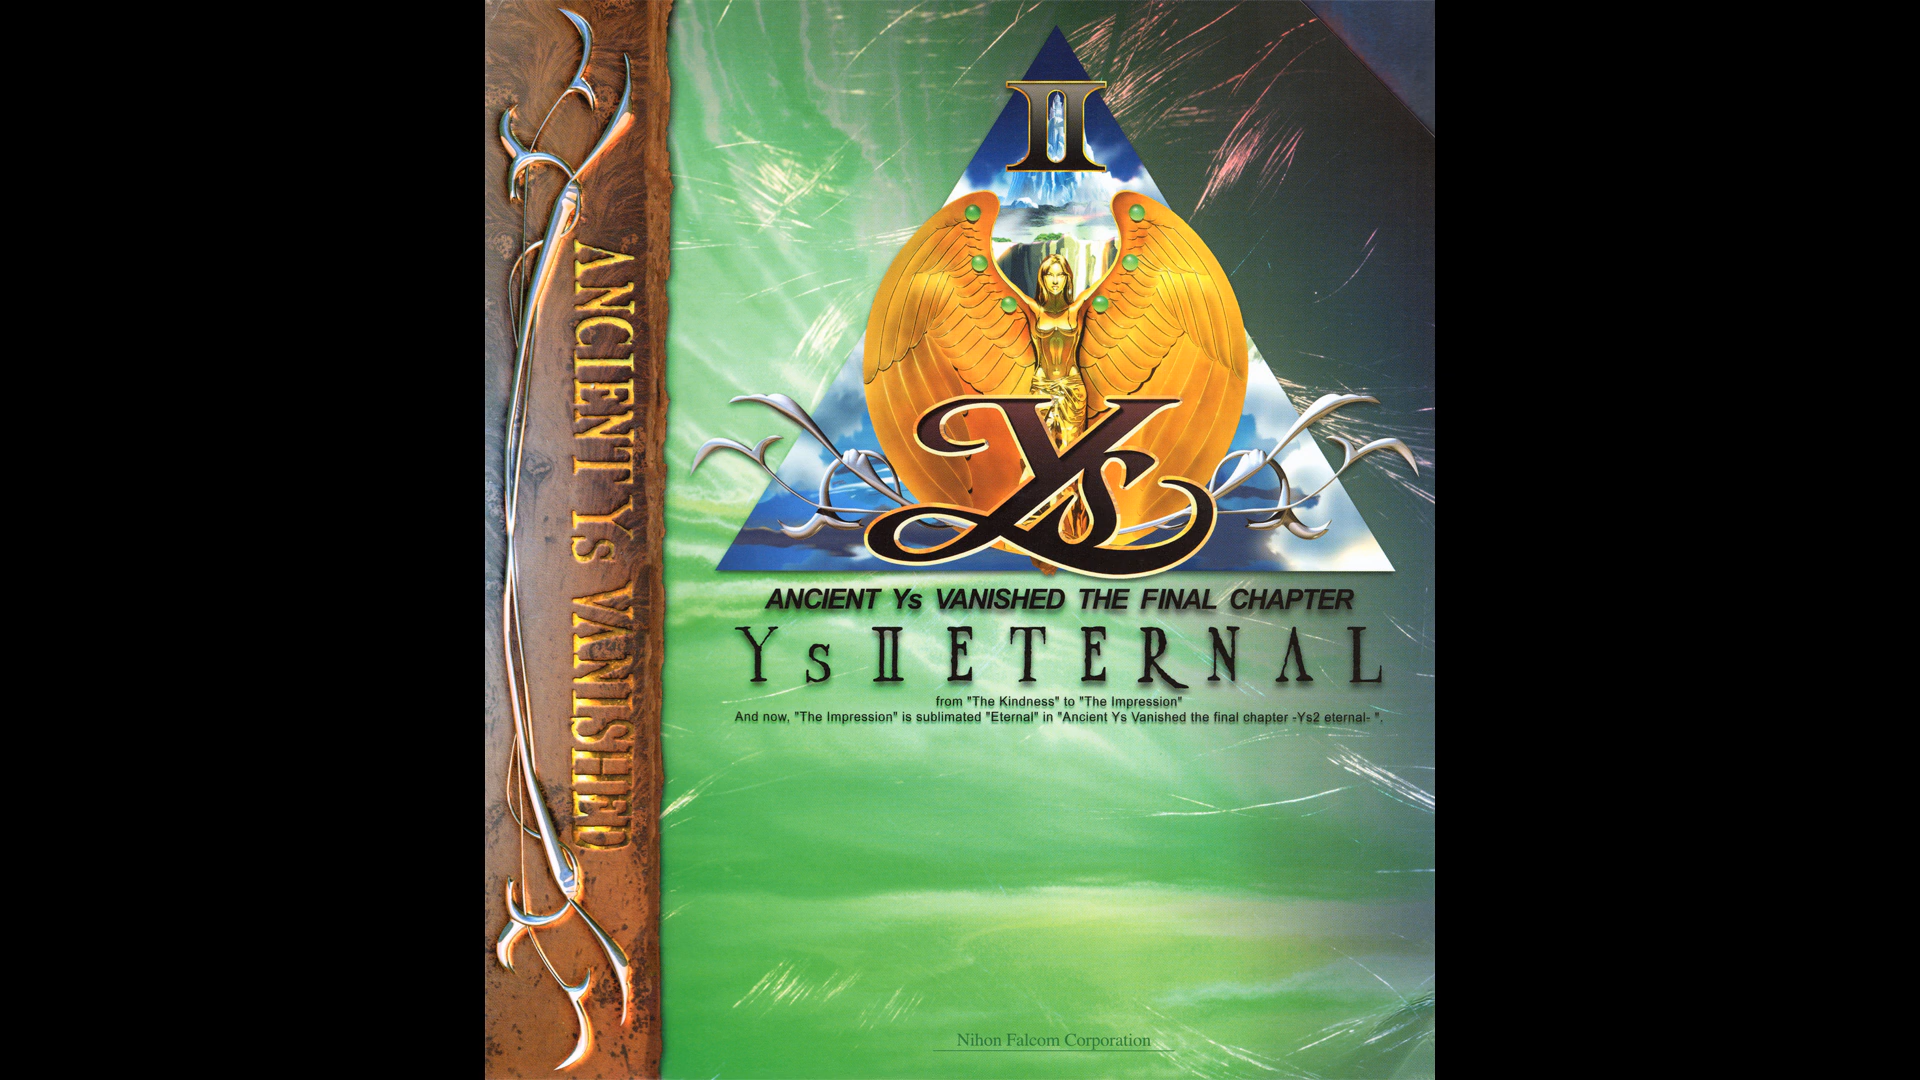 ANCIENT Ys VANISHED
II
Ys
ANCIENT Ys VANISHED THE FINAL CHAPTER
Ys II ETERNAL
from "The Kindness" to "The Impression"
And now, "The Impression" is sublimated "Eternal" in "Ancient Ys Vanished the final chapter -Ys2 eternal- ".
Nihon Falcom Corporation